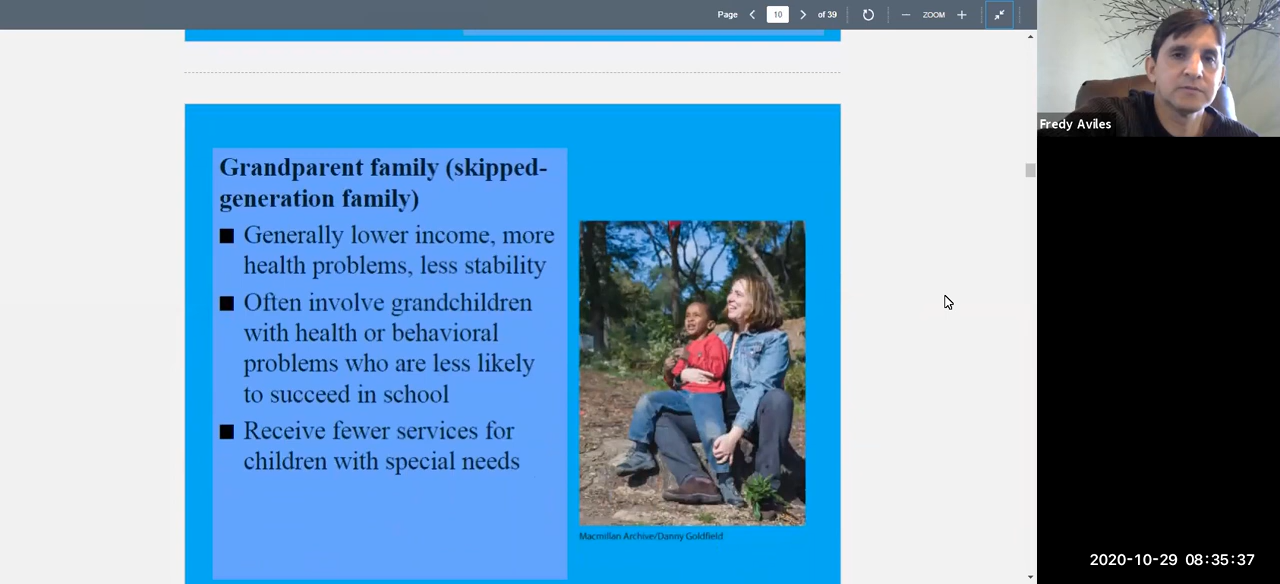 Page 10 of 39 ZOOM
Fredy Aviles
Grandparent family (skipped-
generation family)
Generally lower income, more
health problems, less stability
Often involve grandchildren
with health or behavioral
problems who are less likely
to succeed in school
Receive fewer services for
children with special needs
Macmillan Archive/Danny Goldfield
2020-10-29 08:35:37